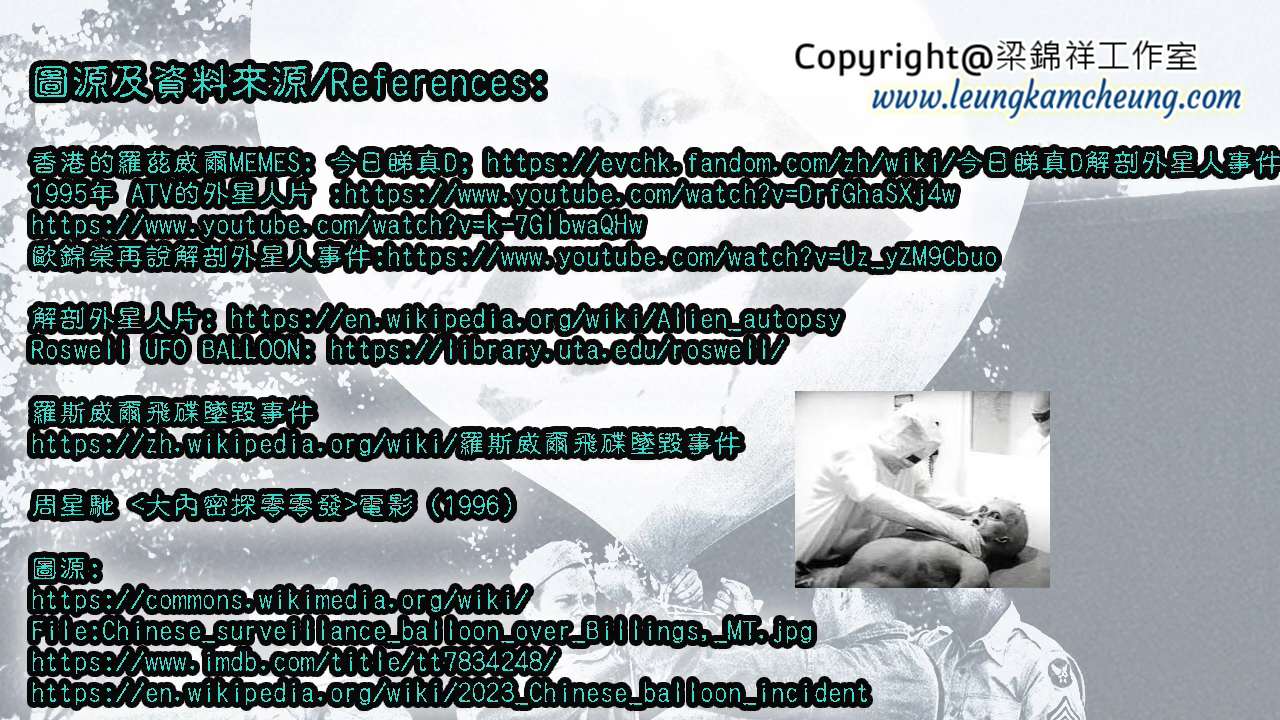 Copyright@梁錦祥工作室
www.leungkamcheung.com
圖源及資料來源/References:
香港的羅茲威爾MEMES: 今日睇真D; https://evchk.fandom.com/zh/wiki/今日睇真D解剖外星人事件
1995年 ATV的外星人片 :https://www.youtube.com/watch?v=DrfGhaSXj4w
https://www.youtube.com/watch?v=k-7GlbwaQHw
歐錦棠再說解剖外星人事件:https://www.youtube.com/watch?v=Uz_yZM9Cbuo
解剖外星人片: https://en.wikipedia.org/wiki/Alien_autopsy
Roswell UFO BALLOON: https://library.uta.edu/roswell/
羅斯威爾飛碟墜毀事件
https://zh.wikipedia.org/wiki/羅斯威爾飛碟墜毀事件
周星馳 <大內密探零零發>電影 (1996)
圖源:
https://commons.wikimedia.org/wiki/
File:Chinese_surveillance_balloon_over_Billings,_MT.jpg
https://www.imdb.com/title/tt7834248/
https://en.wikipedia.org/wiki/2023_Chinese_balloon_incident